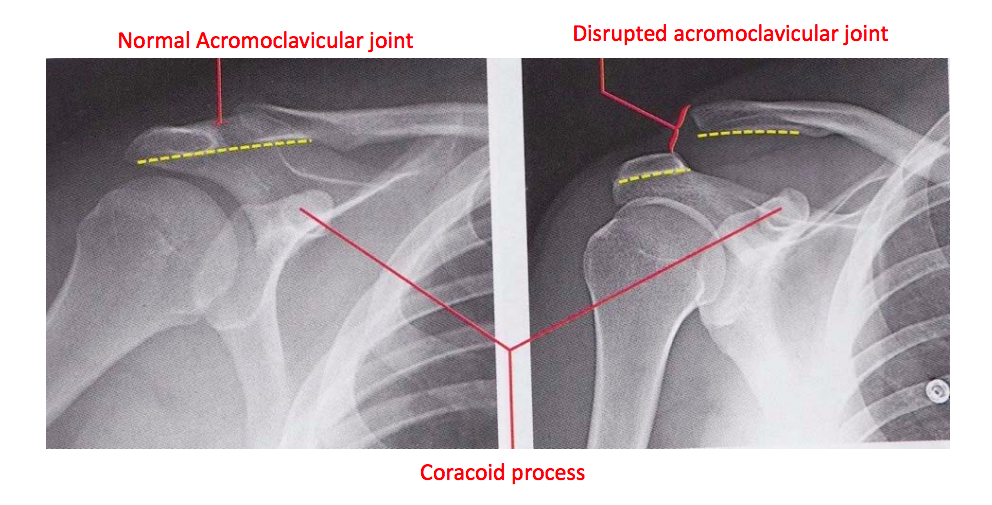 Normal Acromoclavicular joint
Disrupted acromoclavicular joint
Coracoid process